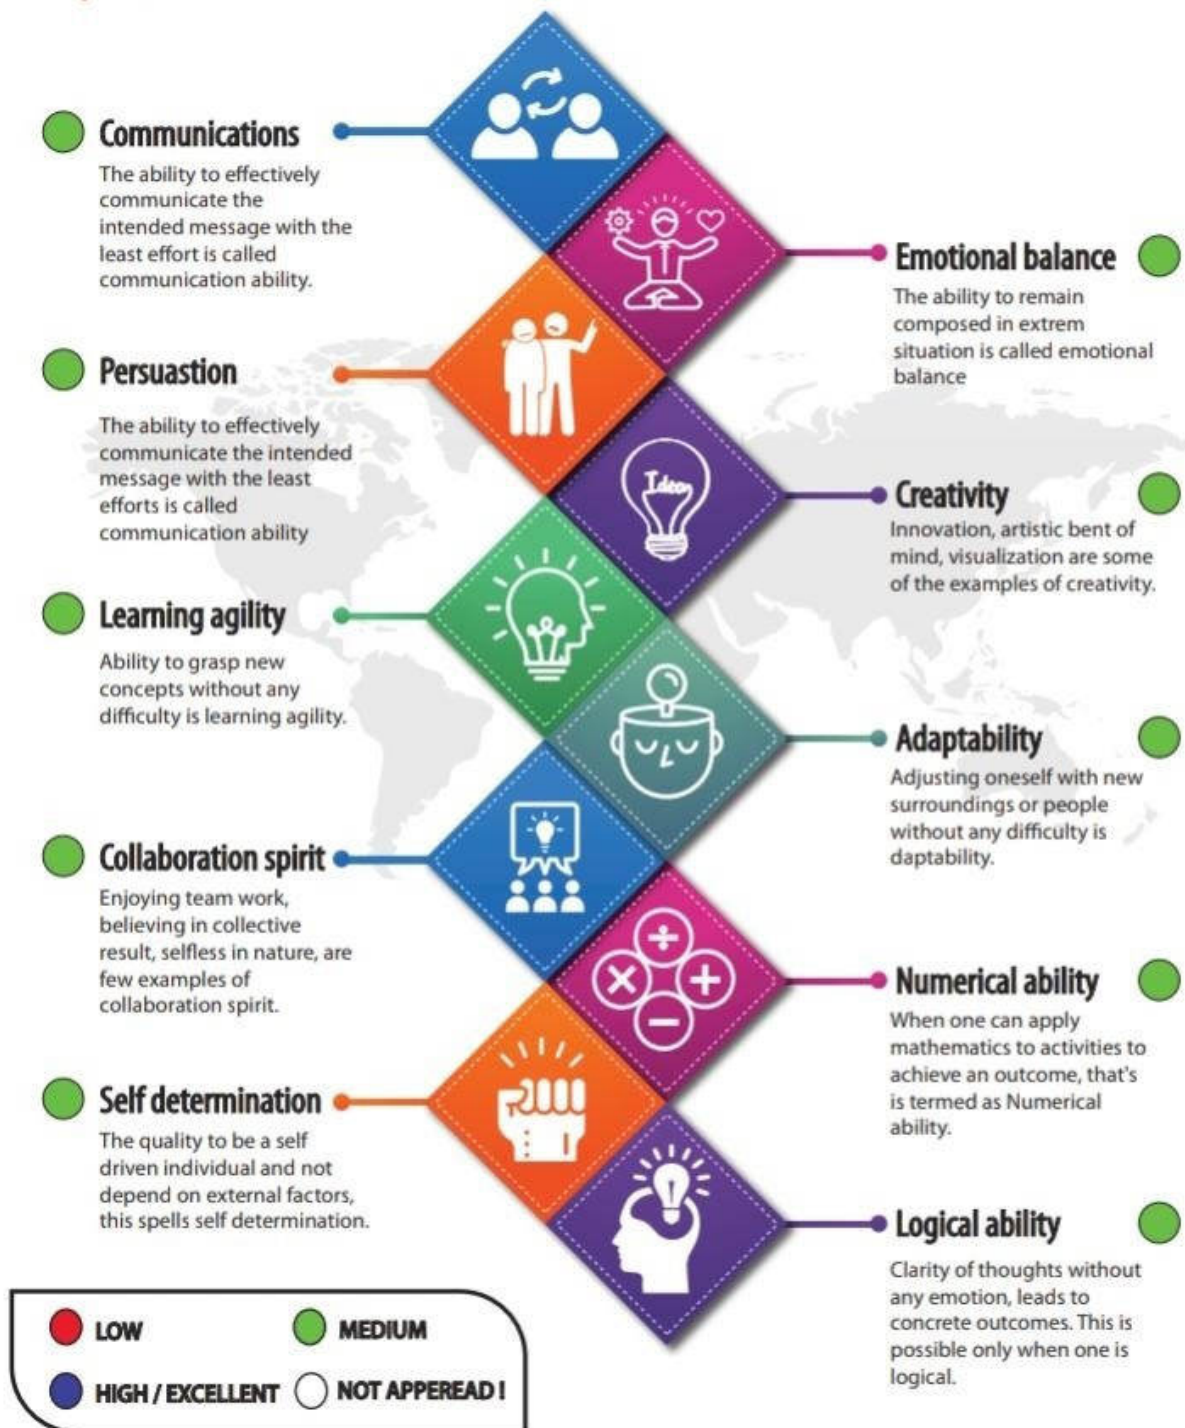 Communications
The ability to effectively
communicate the
intended message with the
least effort is called
communication ability.
Emotional balance
The ability to remain
composed in extrem
situation is called emotional
balance
Persuastion
The ability to effectively
communicate the intended
message with the least
efforts is called
communication ability
Idea
Creativity
Innovation, artistic bent of
mind, visualization are some
of the examples of creativity.
Learning agility
Ability to grasp new
concepts without any
difficulty is learning agility.
Adaptability
Adjusting oneself with new
surroundings or people
without any difficulty is
daptability.
Collaboration spirit
Enjoying team work,
believing in collective
result, selfless in nature, are
few examples of
collaboration spirit.
Numerical ability
When one can apply
mathematics to activities to
achieve an outcome, that's
is termed as Numerical
ability.
Self determination
The quality to be a self
driven individual and not
depend on external factors,
this spells self determination.
Logical ability
Clarity of thoughts without
any emotion, leads to
concrete outcomes. This is
possible only when one is
logical.
LOW
MEDIUM
HIGH / EXCELLENT
NOT APPEREAD !